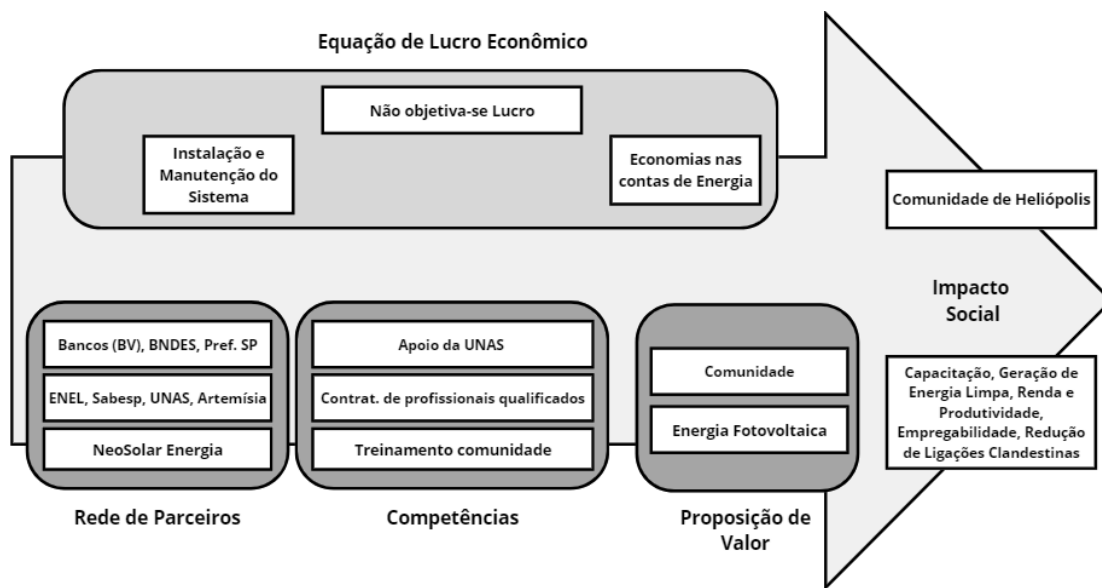 Equação de Lucro Econômico
Não objetiva-se Lucro
Instalação e
Manutenção do
Sistema
Economias nas
contas de Energia
Comunidade de Heliópolis
Impacto
Social
Bancos (BV), BNDES, Pref. SP
ENEL, Sabesp, UNAS, Artemísia
NeoSolar Energia
Rede de Parceiros
Apoio da UNAS
Contrat. de profissionais qualificados
Treinamento comunidade
Competências
Comunidade
Energia Fotovoltaica
Proposição de
Valor
Capacitação, Geração de
Energia Limpa, Renda e
Produtividade,
Empregabilidade, Redução
de Ligações Clandestinas